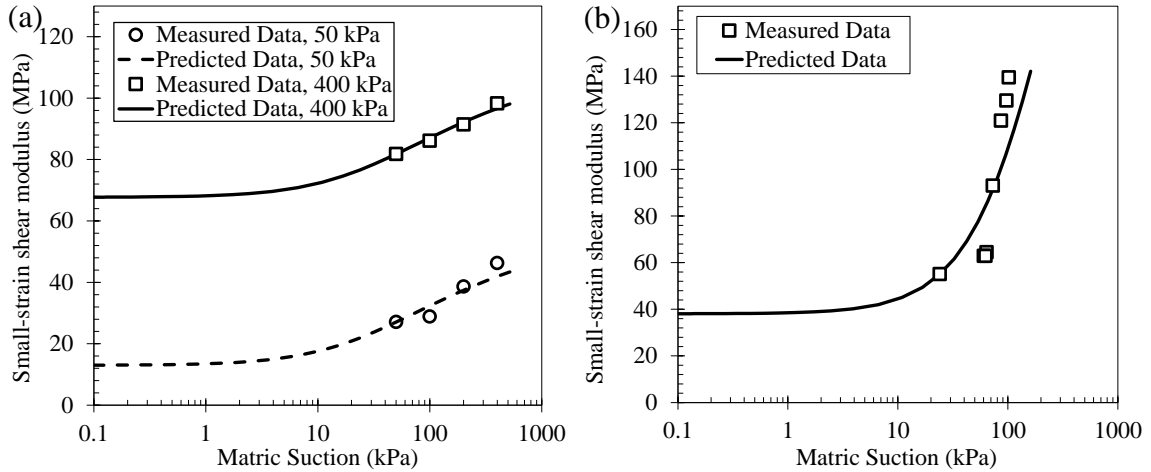 (a)
Small-strain shear modulus (MPa)
120
100
80
60
40
20
0
Measured Data, 50 kPa
Predicted Data, 50 kPa
Measured Data, 400 kPa
Predicted Data, 400 kPa
0.1 1 10 100 1000
Matric Suction (kPa)
(b)
Small-strain shear modulus (MPa)
160
140
120
100
80
60
40
20
0
Measured Data
Predicted Data
0.1 1 10 100 1000
Matric Suction (kPa)